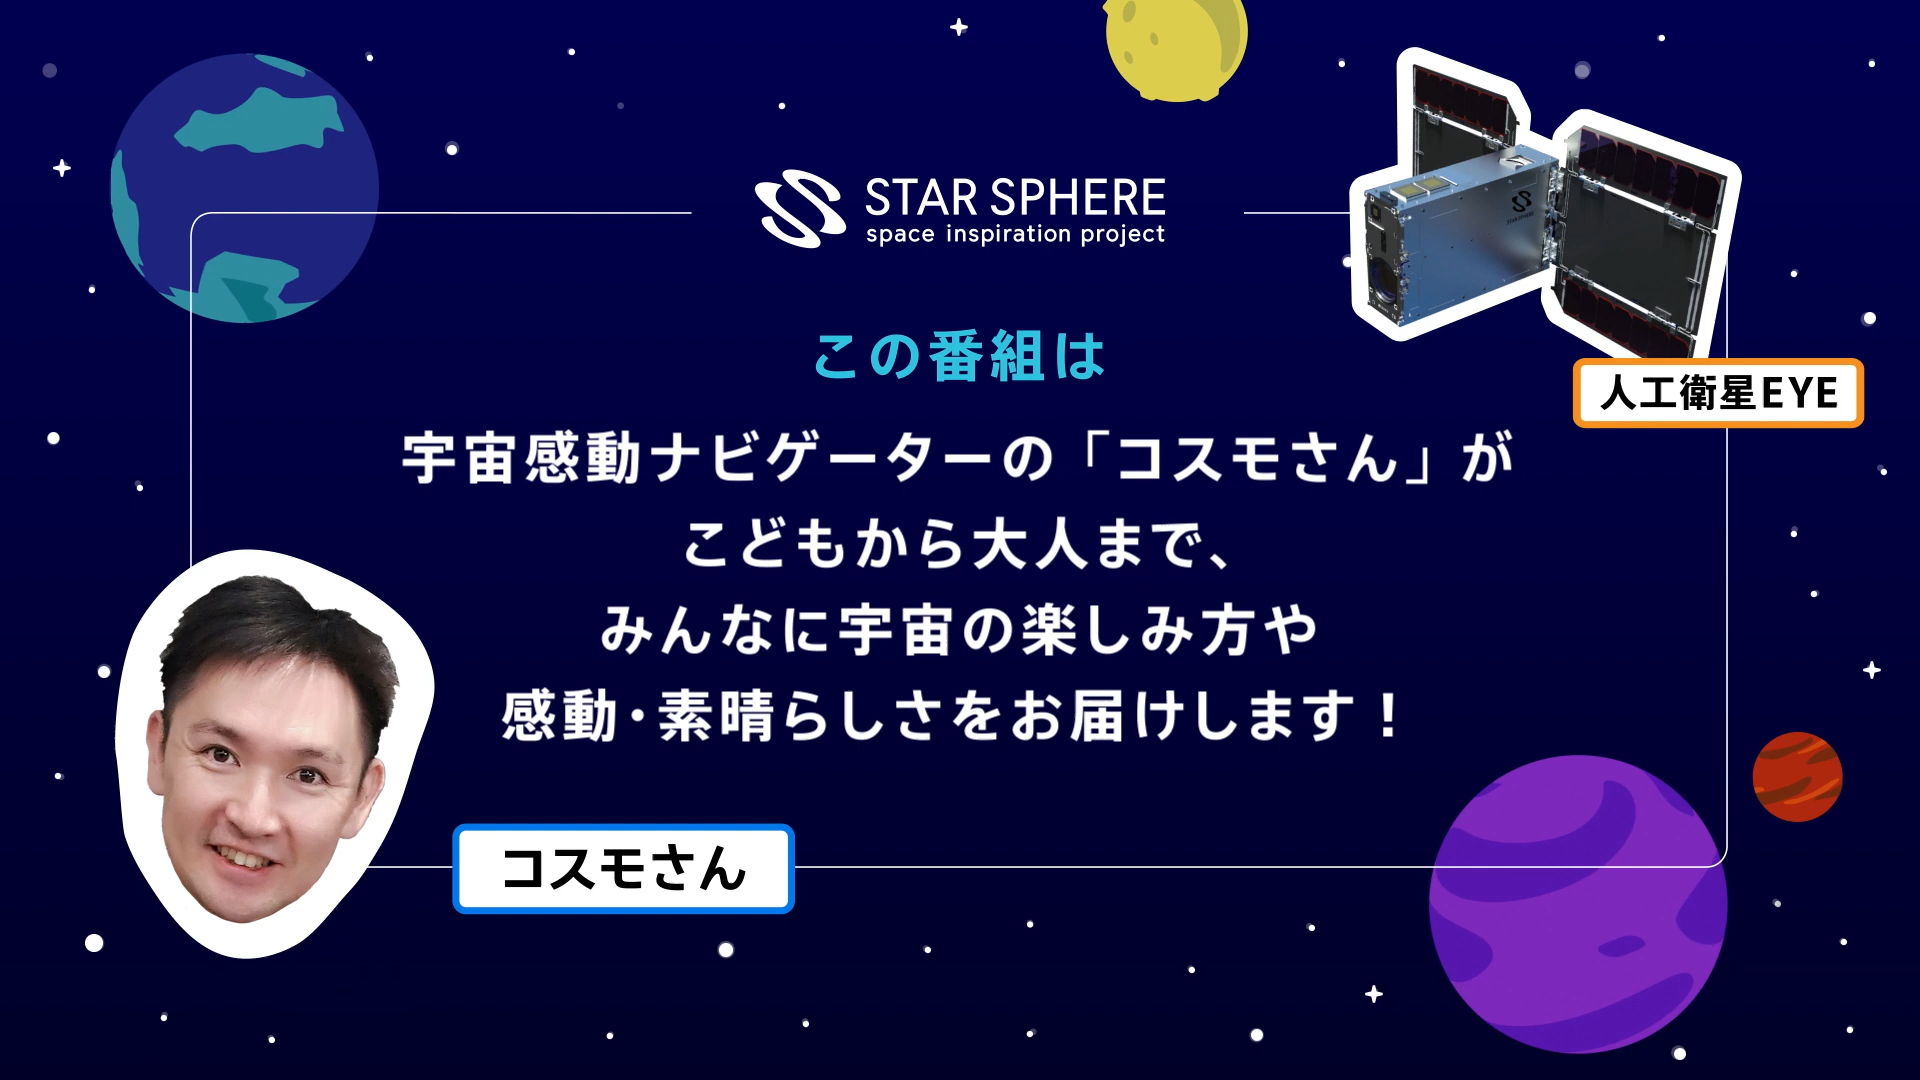 STAR SPHERE
space inspiration project
この番組は
宇宙感動ナビゲーターの「コスモさん」が
こどもから大人まで、
みんなに宇宙の楽しみ方や
感動・素晴らしさをお届けします！
人工衛星EYE
コスモさん